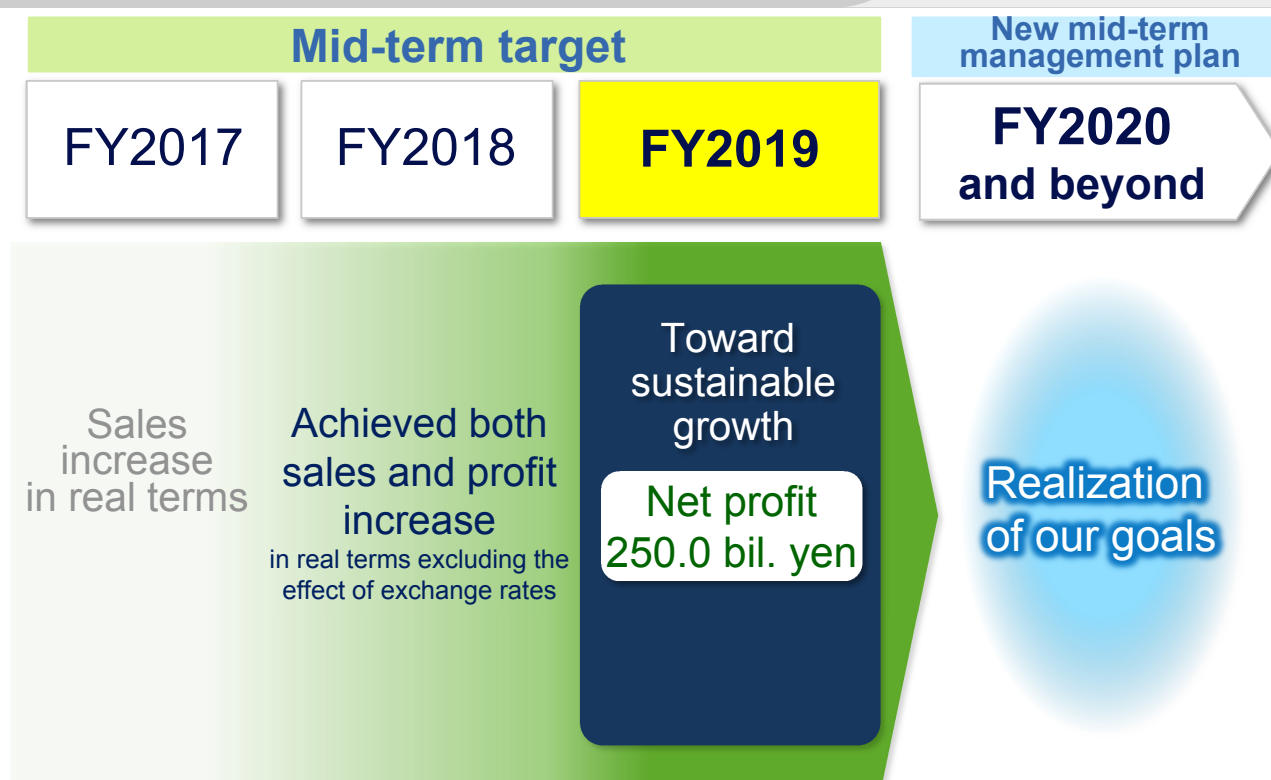 Mid-term target
New mid-term
management plan
FY2017
FY2018
FY2019
FY2020
and beyond
Sales
increase
in real terms
Achieved both
sales and profit
increase
in real terms excluding the
effect of exchange rates
Toward
sustainable
growth
Net profit
250.0 bil. yen
Realization
of our goals